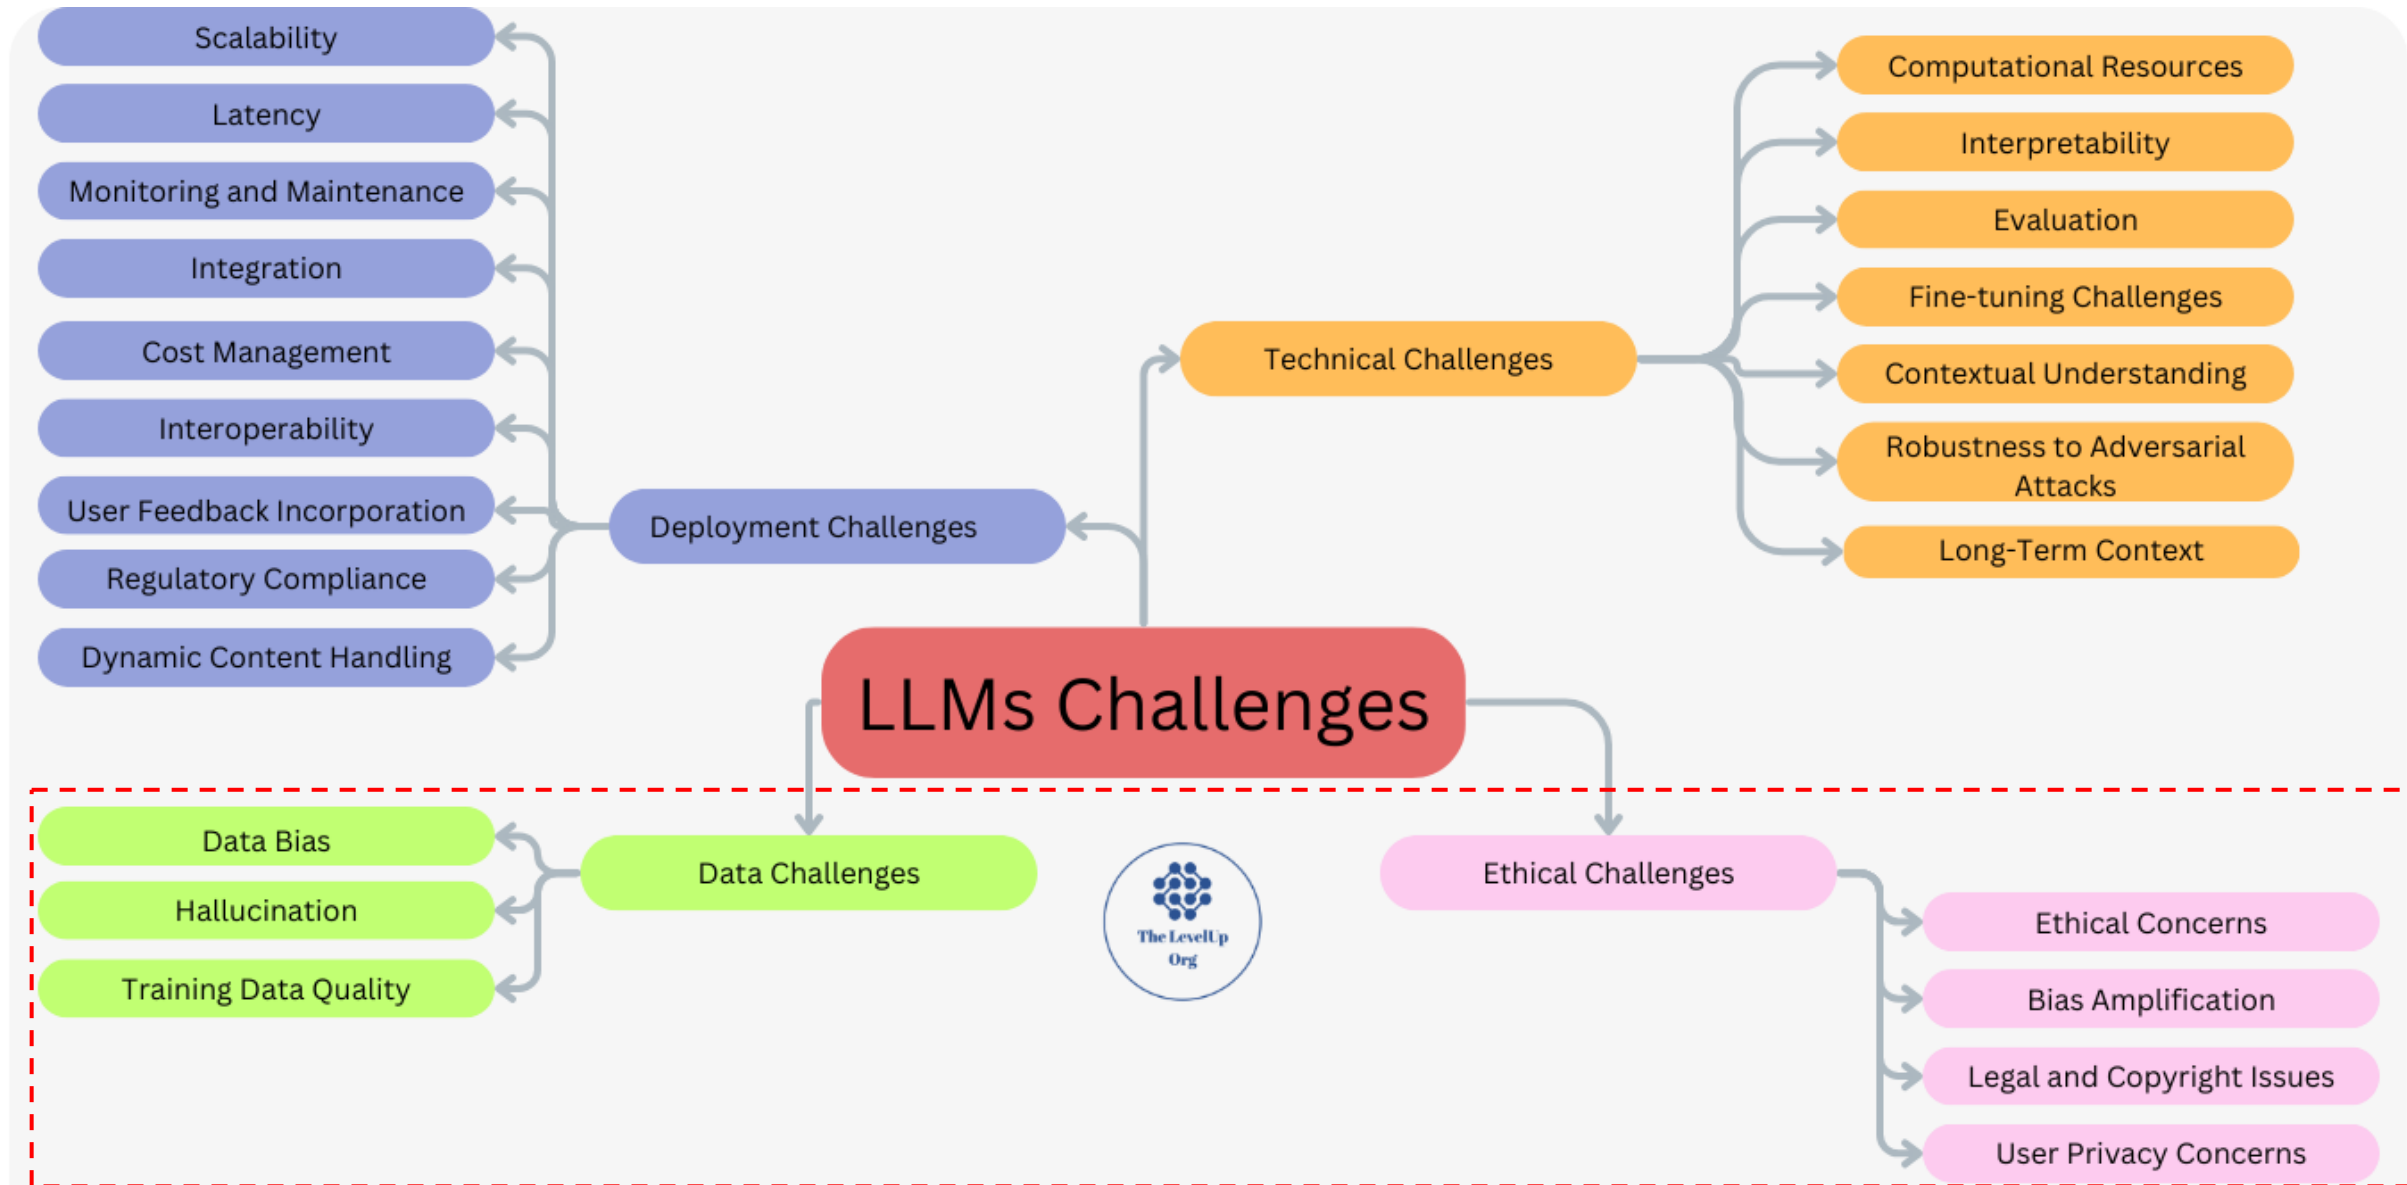 Scalability
Latency
Monitoring and Maintenance
Integration
Cost Management
Interoperability
User Feedback Incorporation
Regulatory Compliance
Dynamic Content Handling
Deployment Challenges
Technical Challenges
Computational Resources
Interpretability
Evaluation
Fine-tuning Challenges
Contextual Understanding
Robustness to Adversarial
Attacks
Long-Term Context
LLMs Challenges
Data Bias
Hallucination
Training Data Quality
Data Challenges
The LevelUp
Org
Ethical Challenges
Ethical Concerns
Bias Amplification
Legal and Copyright Issues
User Privacy Concerns